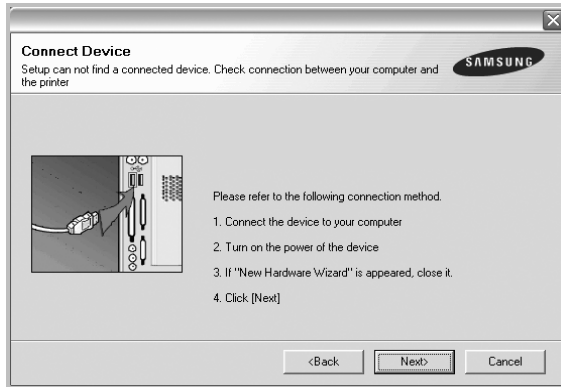 Connect Device
Setup can not find a connected device. Check connection between your computer and
the printer
SAMSUNG
Please refer to the following connection method.
1. Connect the device to your computer
2. Turn on the power of the device
3. If "New Hardware Wizard" is appeared, close it.
4. Click [Next]
<Back
Next>
Cancel